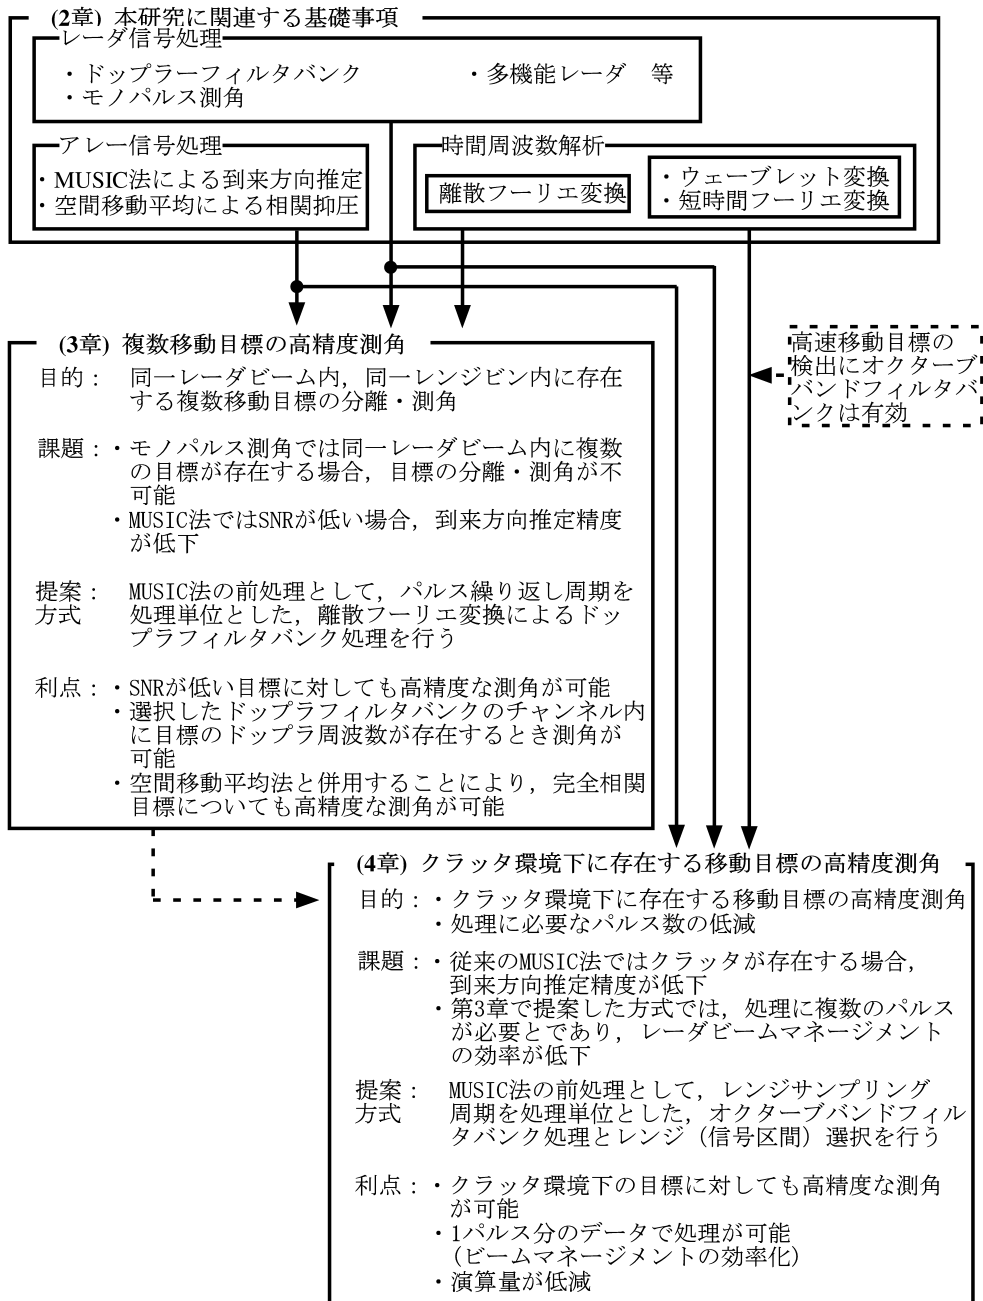 (2章) 本研究に関連する基礎事項
レーダ信号処理
・ドップラーフィルタバンク
・多機能レーダ　等
・モノパルス測角
アレー信号処理
・MUSIC法による到来方向推定
・空間移動平均による相関抑圧
時間周波数解析
離散フーリエ変換
・ウェーブレット変換
・短時間フーリエ変換
高速移動目標の
検出にオクターブ
バンドフィルタバ
ンクは有効
(3章) 複数移動目標の高精度測角
目的：　同一レーダビーム内，同一レンジビン内に存在
する複数移動目標の分離・測角
課題：・モノパルス測角では同一レーダビーム内に複数
の目標が存在する場合，目標の分離・測角が不
可能
・MUSIC法ではSNRが低い場合，到来方向推定精度
が低下
提案：　MUSIC法の前処理として，パルス繰り返し周期を
方式　処理単位とした，離散フーリエ変換によるドッ
プラフィルタバンク処理を行う
利点：・SNRが低い目標に対しても高精度な測角が可能
・選択したドップラフィルタバンクのチャンネル内
に目標のドップラ周波数が存在するとき測角が
可能
・空間移動平均法と併用することにより，完全相関
目標についても高精度な測角が可能
(4章) クラッタ環境下に存在する移動目標の高精度測角
目的：・クラッタ環境下に存在する移動目標の高精度測角
・処理に必要なパルス数の低減
課題：・従来のMUSIC法ではクラッタが存在する場合，
到来方向推定精度が低下
・第3章で提案した方式では，処理に複数のパルス
が必要とであり，レーダビームマネージメント
の効率が低下
提案：　MUSIC法の前処理として，レンジサンプリング
方式　周期を処理単位とした，オクターブバンドフィル
タバンク処理とレンジ（信号区間）選択を行う
利点：・クラッタ環境下の目標に対しても高精度な測角
が可能
・1パルス分のデータで処理が可能
（ビームマネージメントの効率化）
・演算量が低減